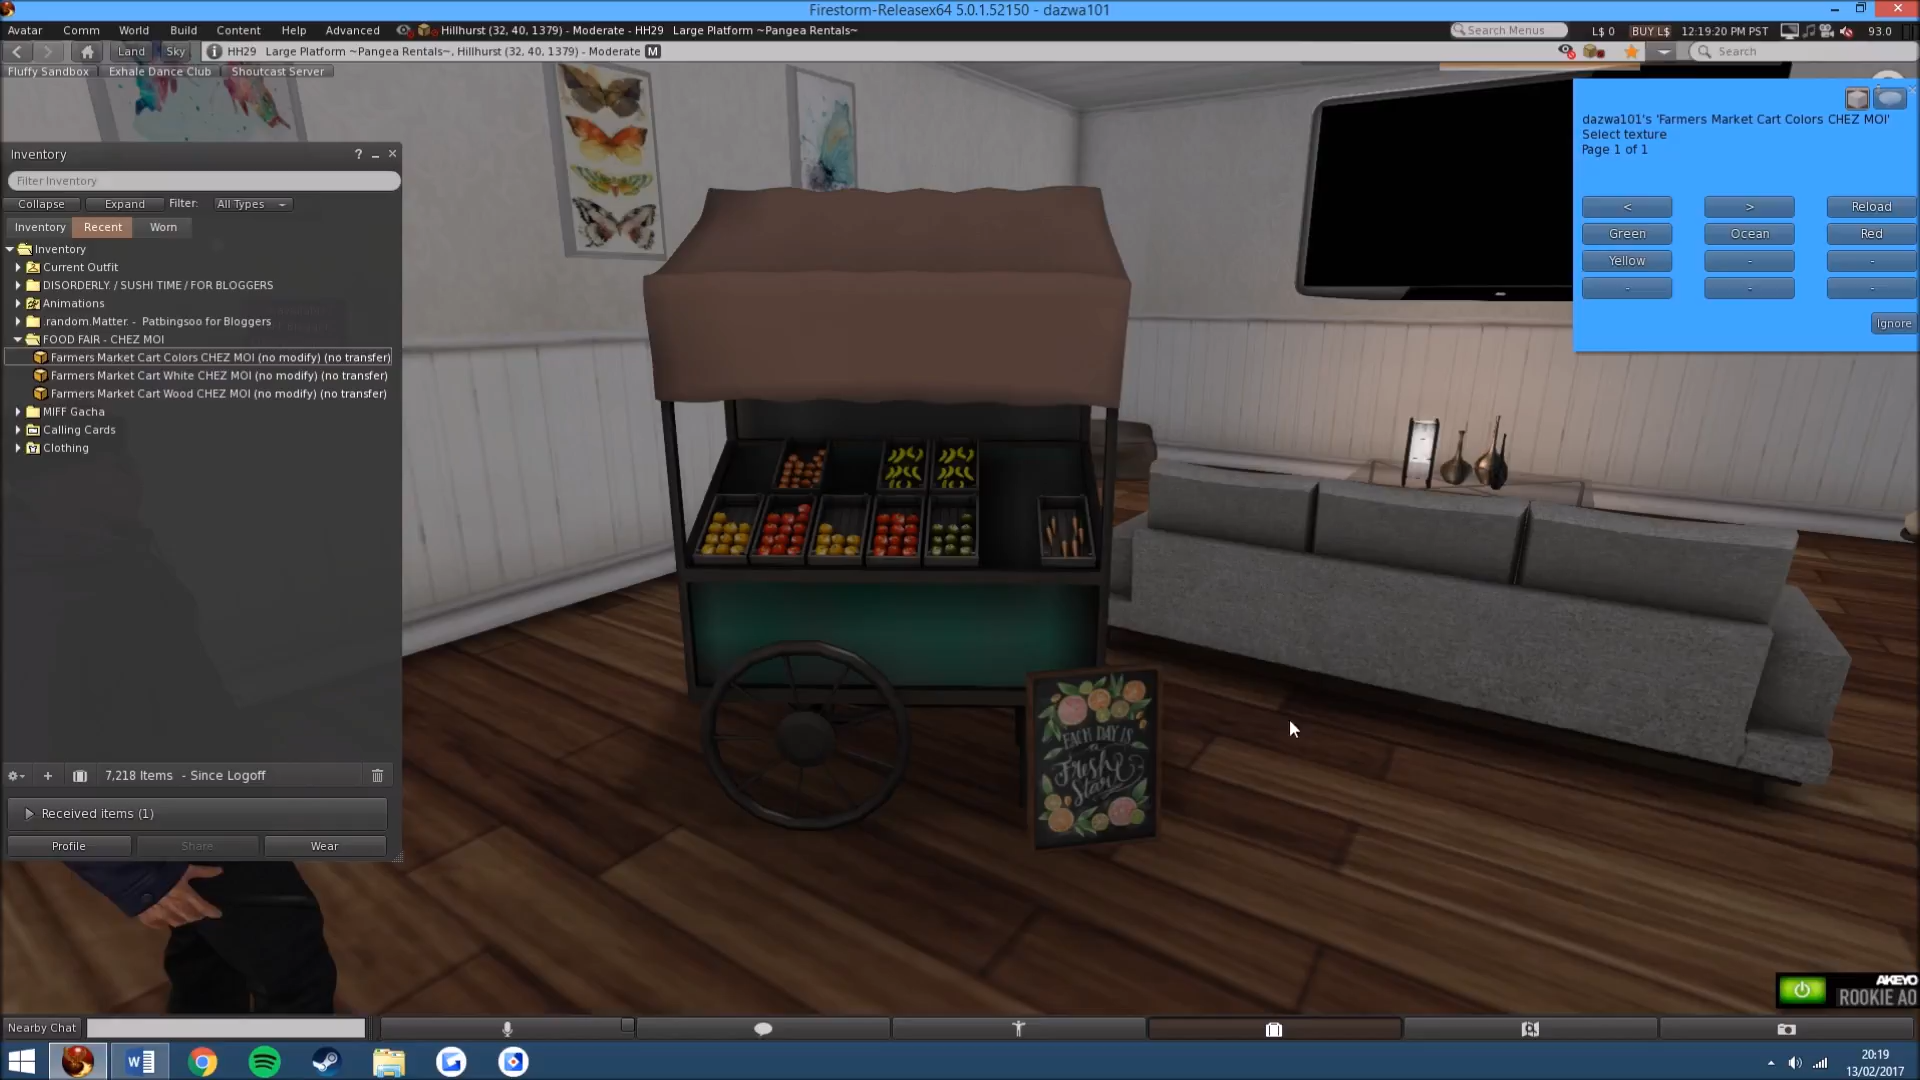 Firestorm-Releasex64 5.0.1.52150 - dazwa101
Avatar Comm World Build Content Help Advanced Hillhurst (32, 40, 1379) - Moderate - HH29 Large Platform ~Pangea Rentals~ Search Menus L$ 0 BUY L$ 12:19:20 PM PST 93.0
Land Sky HH29 Large Platform ~Pangea Rentals~, Hillhurst (32, 40, 1379) - Moderate M Search
Fluffy Sandbox Exhale Dance Club Shoutcast Server
Inventory ?
Filter Inventory
Collapse Expand Filter: All Types
Inventory Recent Worn
Inventory
Current Outfit
DISORDERLY. / SUSHI TIME / FOR BLOGGERS
Animations
.random.Matter. - Patbingsoo for Bloggers
FOOD FAIR - CHEZ MOI
Farmers Market Cart Colors CHEZ MOI (no modify) (no transfer)
Farmers Market Cart White CHEZ MOI (no modify) (no transfer)
Farmers Market Cart Wood CHEZ MOI (no modify) (no transfer)
MIFF Gacha
Calling Cards
Clothing
7,218 Items - Since Logoff
Received items (1)
Profile Share Wear
dazwa101's 'Farmers Market Cart Colors CHEZ MOI'
Select texture
Page 1 of 1
< > Reload
Green Ocean Red
Yellow - -
- - -
Ignore
EACH DAY IS
a
Fresh
Start
AKEYO
ROOKIE AO
Nearby Chat
20:19
13/02/2017